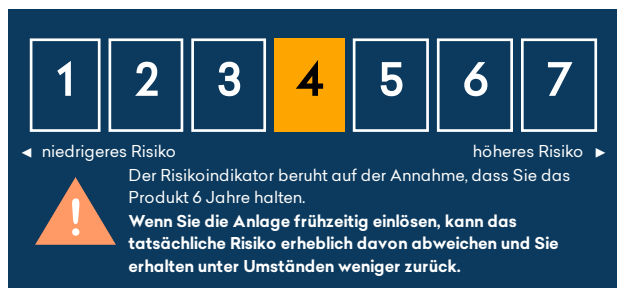 1 2 3 4 5 6 7
◄ niedrigeres Risiko höheres Risiko ►
Der Risikoindikator beruht auf der Annahme, dass Sie das
Produkt 6 Jahre halten.
Wenn Sie die Anlage frühzeitig einlösen, kann das
tatsächliche Risiko erheblich davon abweichen und Sie
erhalten unter Umständen weniger zurück.